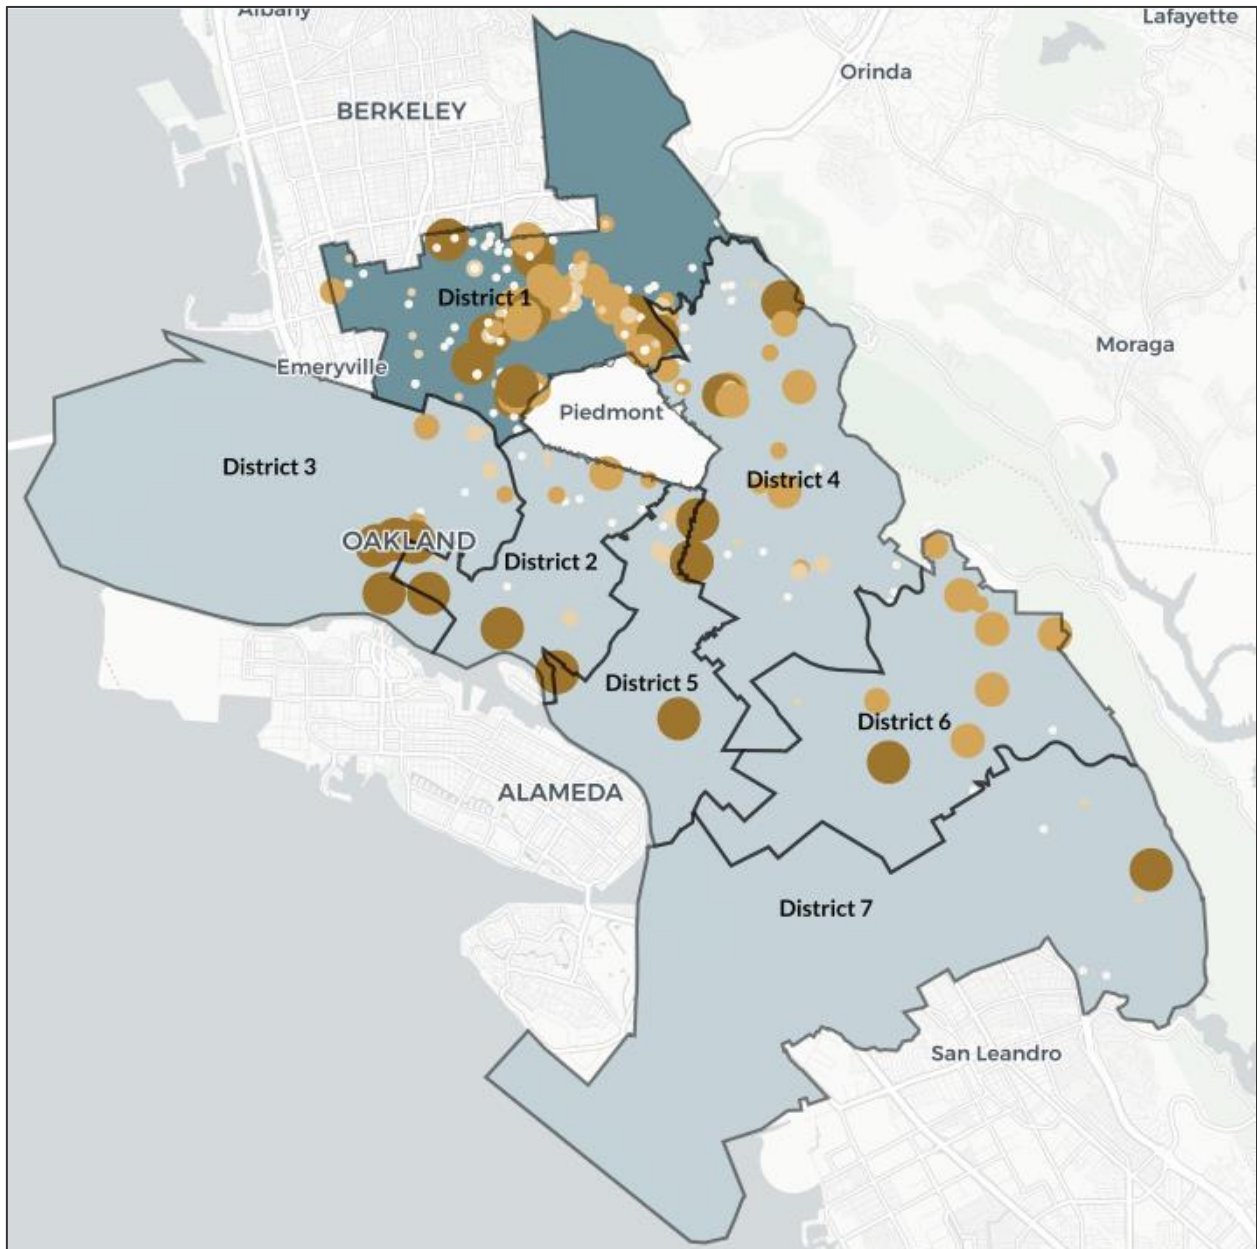 Albany
Lafayette
Orinda
BERKELEY
District 1
Moraga
Emeryville
Piedmont
District 3
District 4
OAKLAND
District 2
District 5
District 6
ALAMEDA
District 7
San Leandro